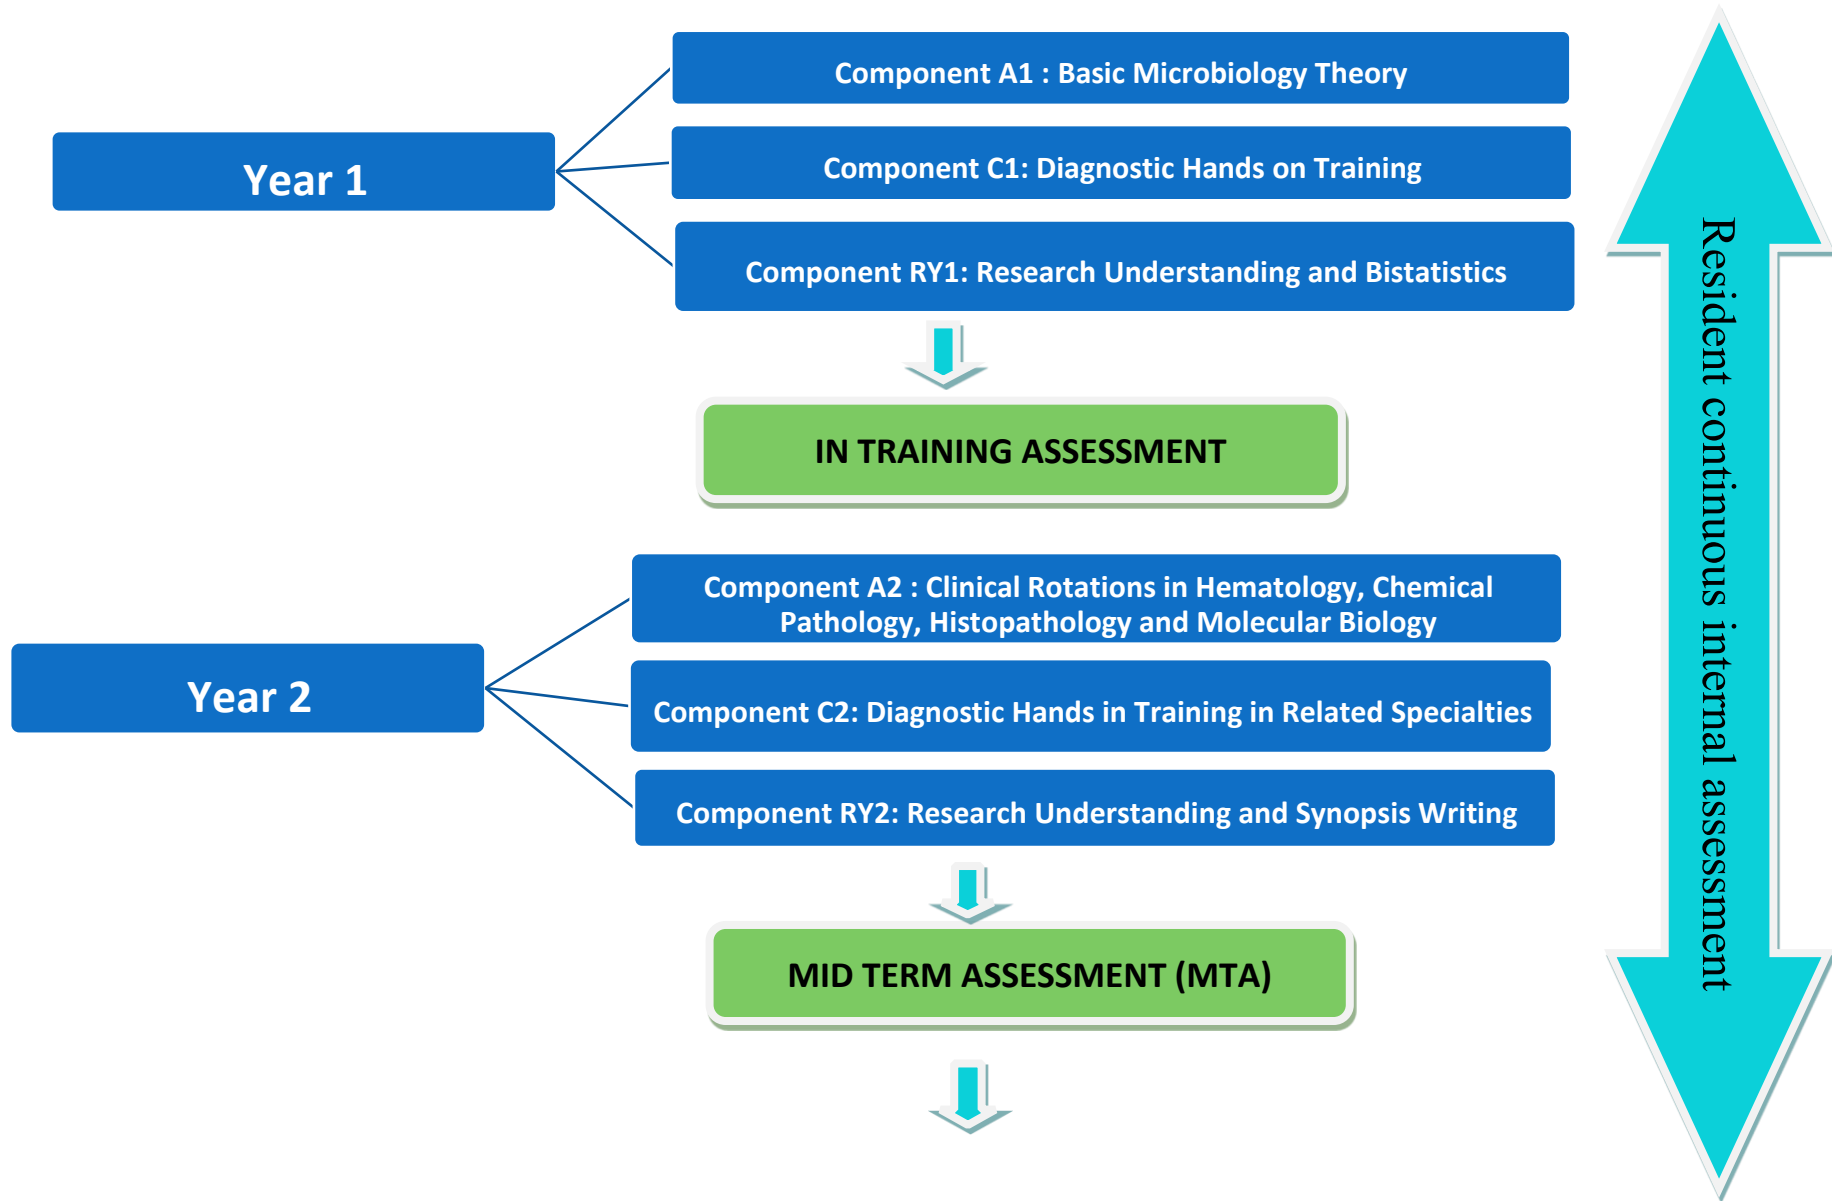 Component A1 : Basic Microbiology Theory
Year 1
Component C1: Diagnostic Hands on Training
Component RY1: Research Understanding and Bistatistics
IN TRAINING ASSESSMENT
Component A2 : Clinical Rotations in Hematology, Chemical
Pathology, Histopathology and Molecular Biology
Year 2
Component C2: Diagnostic Hands in Training in Related Specialties
Component RY2: Research Understanding and Synopsis Writing
MID TERM ASSESSMENT (MTA)
Resident continuous internal assessment